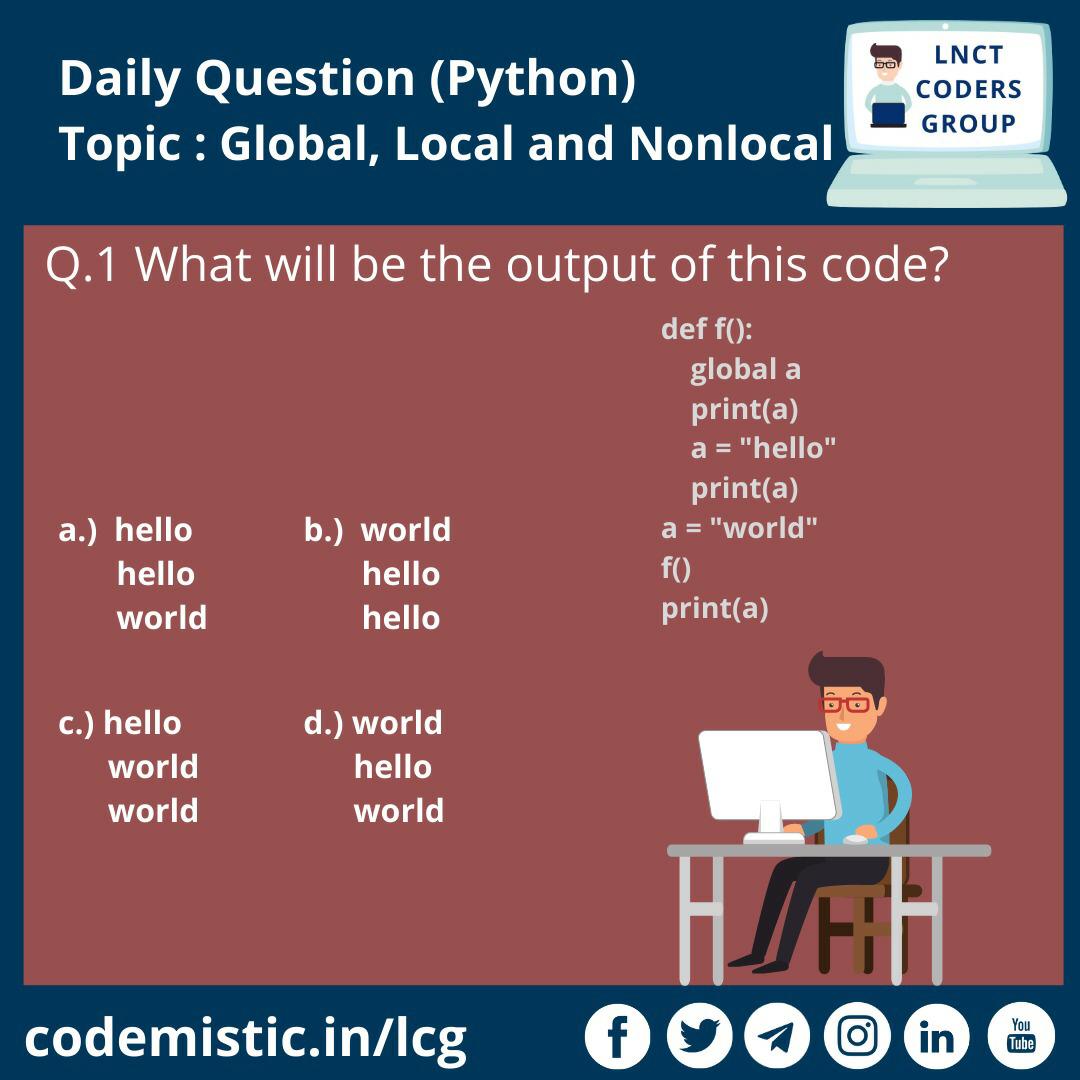 Daily Question (Python)
Topic : Global, Local and Nonlocal
LNCT
CODERS
GROUP
Q.1 What will be the output of this code?
def f():
    global a
    print(a)
    a = "hello"
    print(a)
a = "world"
f()
print(a)
a.) hello
hello
world
b.) world
hello
hello
c.) hello
world
world
d.) world
hello
world
codemistic.in/lcg
You
Tube